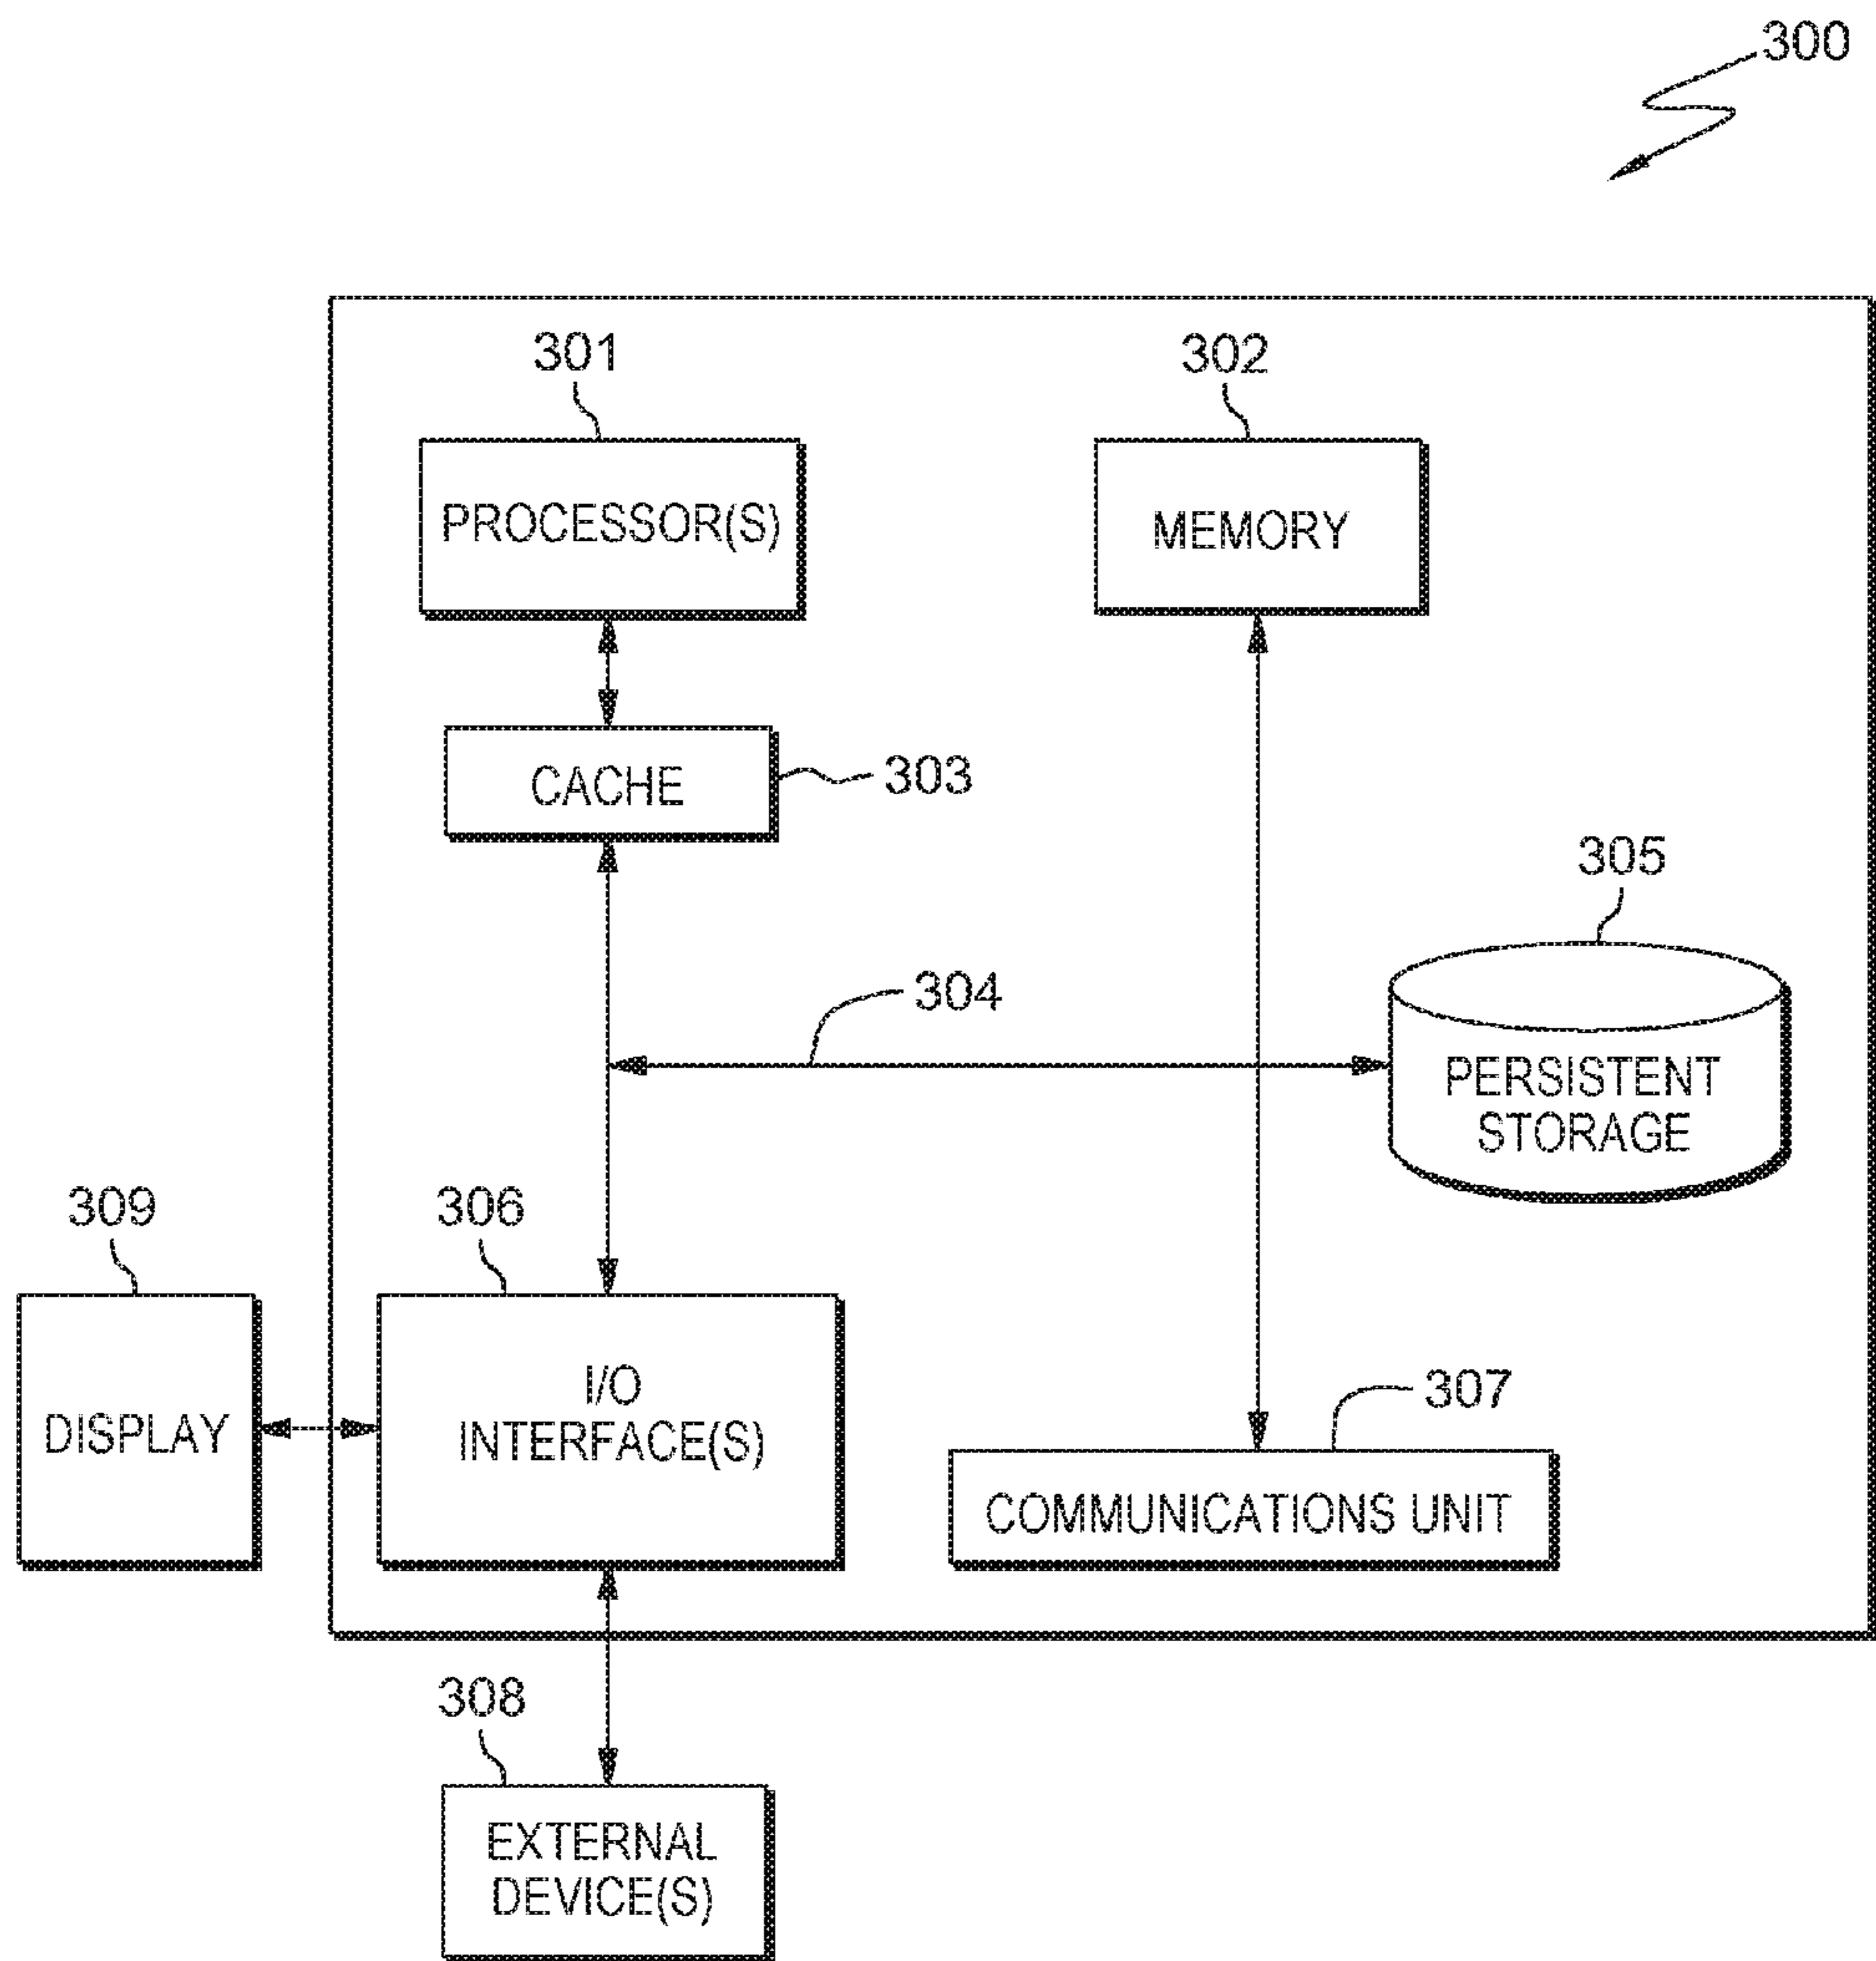 300
301
302
PROCESSOR(S)
MEMORY
CACHE
303
305
304
PERSISTENT
STORAGE
309
306
I/O
INTERFACE(S)
DISPLAY
307
COMMUNICATIONS UNIT
308
EXTERNAL
DEVICE(S)